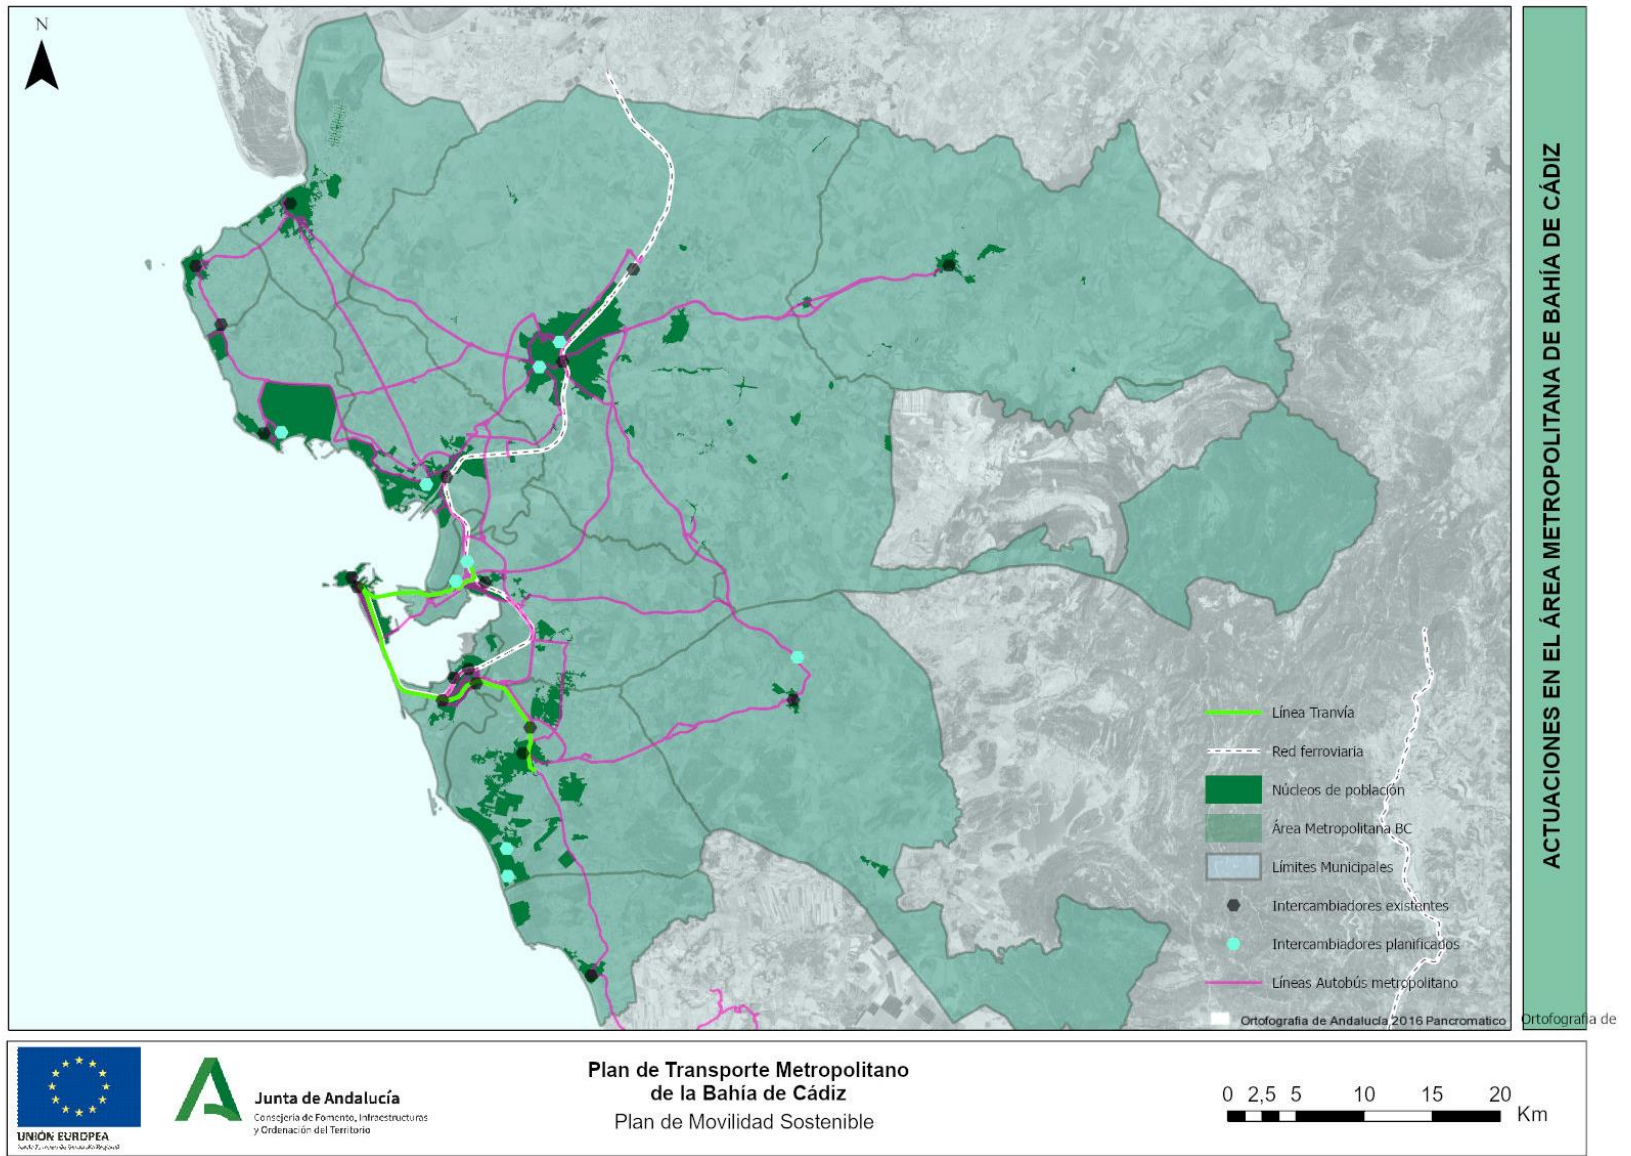 N
ACTUACIONES EN EL ÁREA METROPOLITANA DE BAHÍA DE CÁDIZ
Línea Tranvía
Red ferroviaria
Núcleos de población
Área Metropolitana BC
Límites Municipales
Intercambiadores existentes
Intercambiadores planificados
Líneas Autobús metropolitano
Ortofografia de Andalucía 2016 Pancromatico
Ortofografia de
UNIÓN EUROPEA
Junta de Andalucía
Consejería de Fomento, Infraestructuras
y Ordenación del Territorio
Plan de Transporte Metropolitano
de la Bahía de Cádiz
Plan de Movilidad Sostenible
0 2,5 5 10 15 20
Km